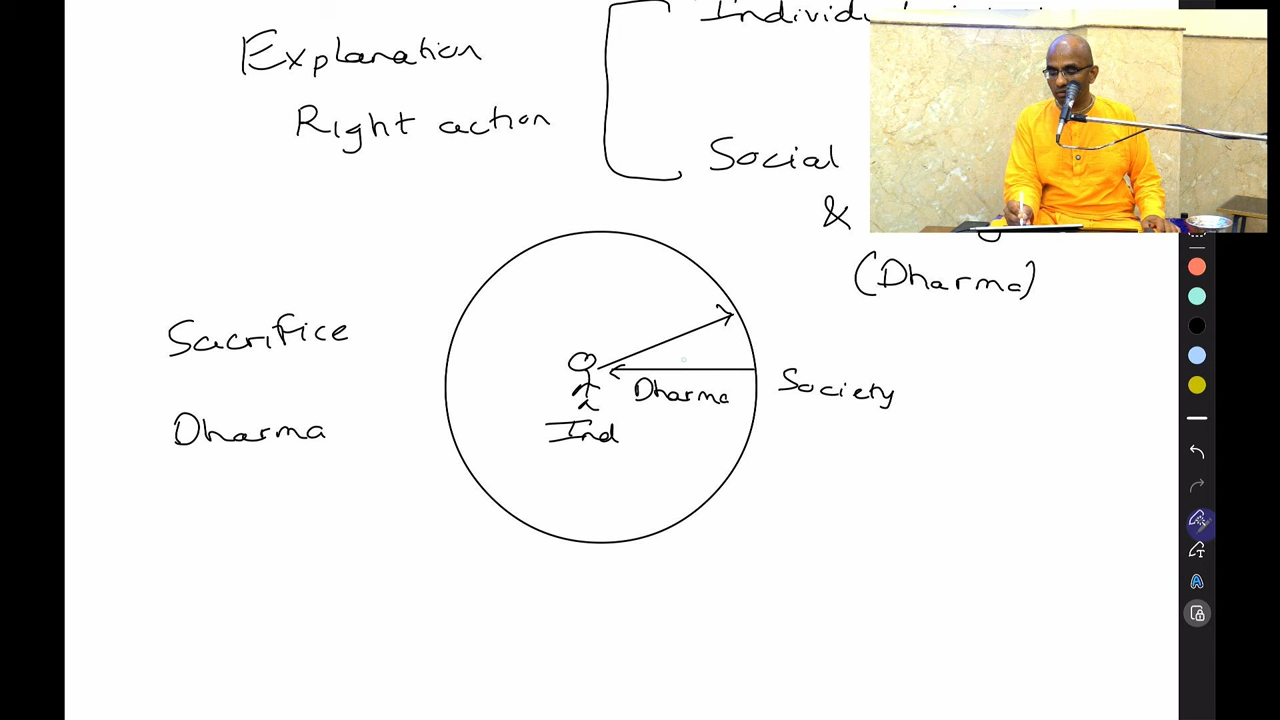 Explanation
Right action
Social
&
(Dharma)
Sacrifice
Dharma
Dharma
Ind
Society